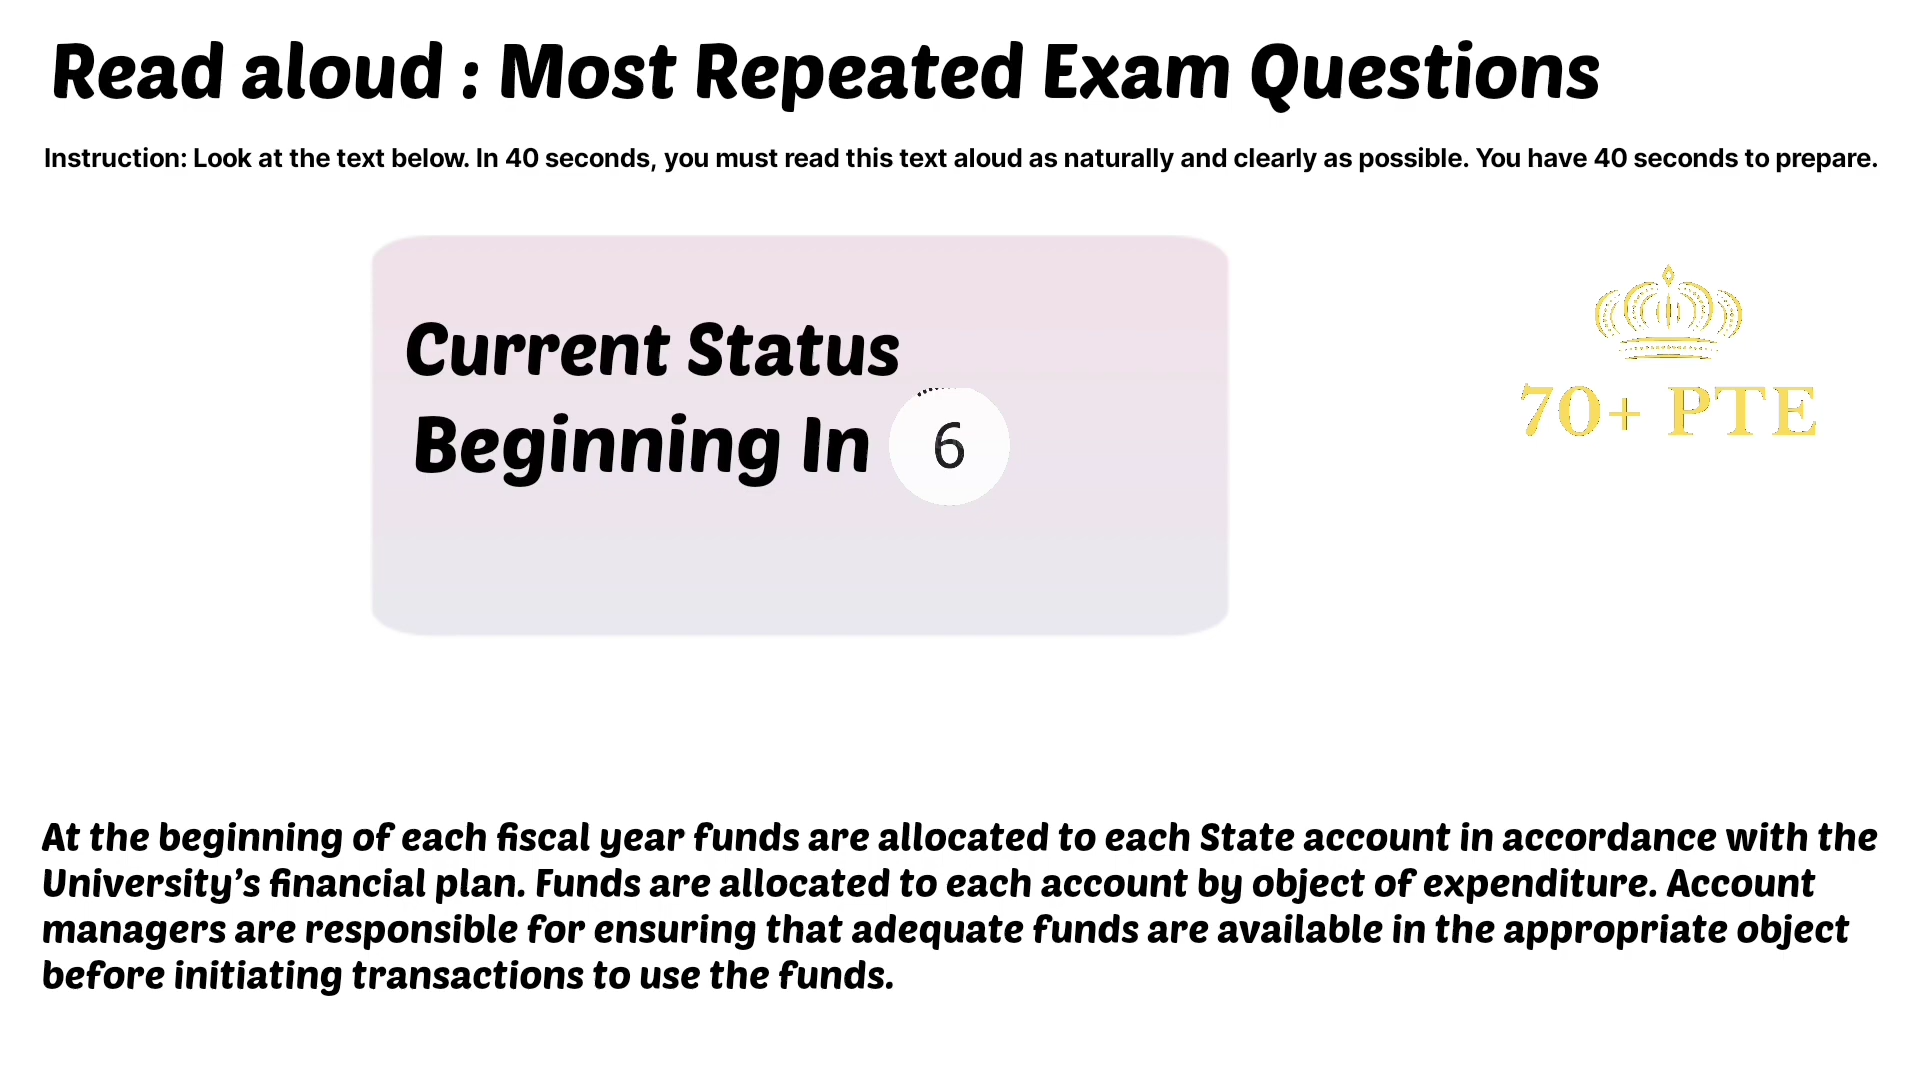 Read aloud : Most Repeated Exam Questions
Instruction: Look at the text below. In 40 seconds, you must read this text aloud as naturally and clearly as possible. You have 40 seconds to prepare.
Current Status
Beginning In 6
70+ PTE
At the beginning of each fiscal year funds are allocated to each State account in accordance with the
University’s financial plan. Funds are allocated to each account by object of expenditure. Account
managers are responsible for ensuring that adequate funds are available in the appropriate object
before initiating transactions to use the funds.